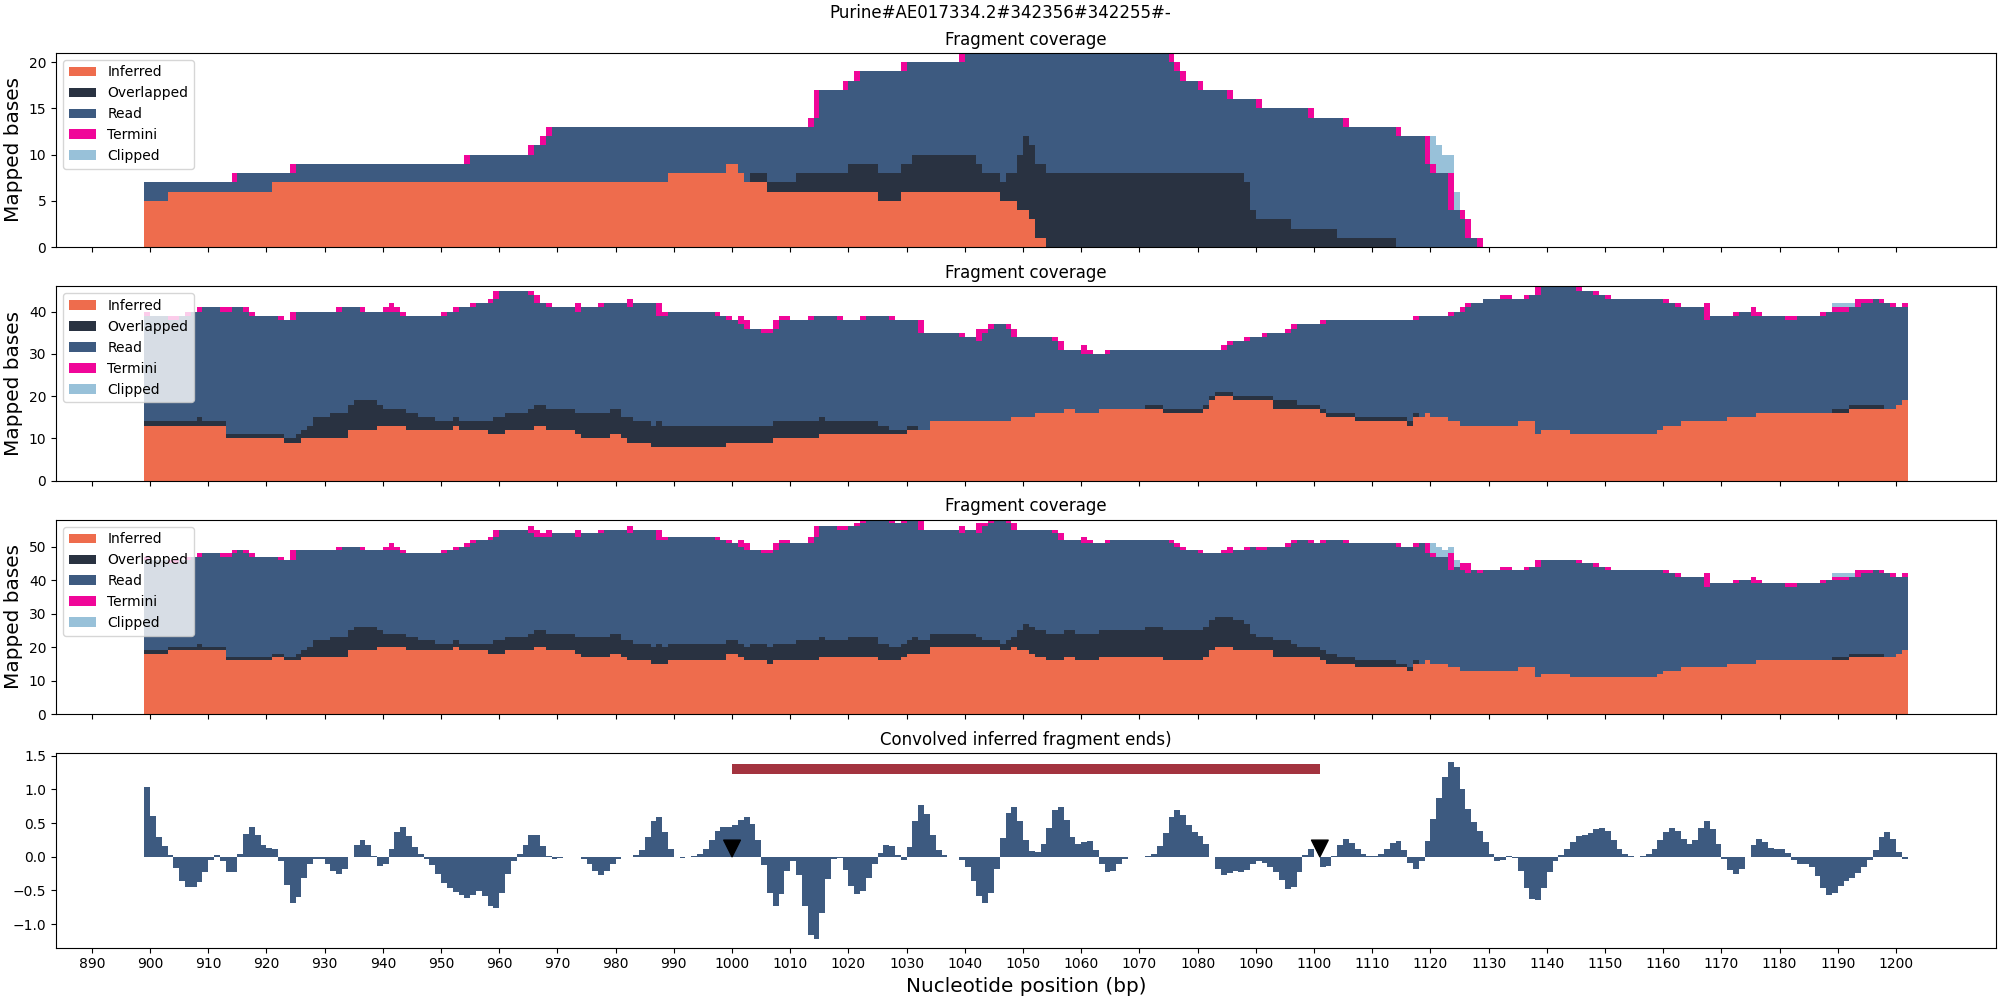 Purine#AE017334.2#342356#342255#-
Fragment coverage
Mapped bases
20
15
10
5
0
Inferred
Overlapped
Read
Termini
Clipped
Fragment coverage
Mapped bases
40
30
20
10
0
Inferred
Overlapped
Read
Termini
Clipped
Fragment coverage
Mapped bases
50
40
30
20
10
0
Inferred
Overlapped
Read
Termini
Clipped
Convolved inferred fragment ends)
1.5
1.0
0.5
0.0
−0.5
−1.0
890 900 910 920 930 940 950 960 970 980 990 1000 1010 1020 1030 1040 1050 1060 1070 1080 1090 1100 1110 1120 1130 1140 1150 1160 1170 1180 1190 1200
Nucleotide position (bp)